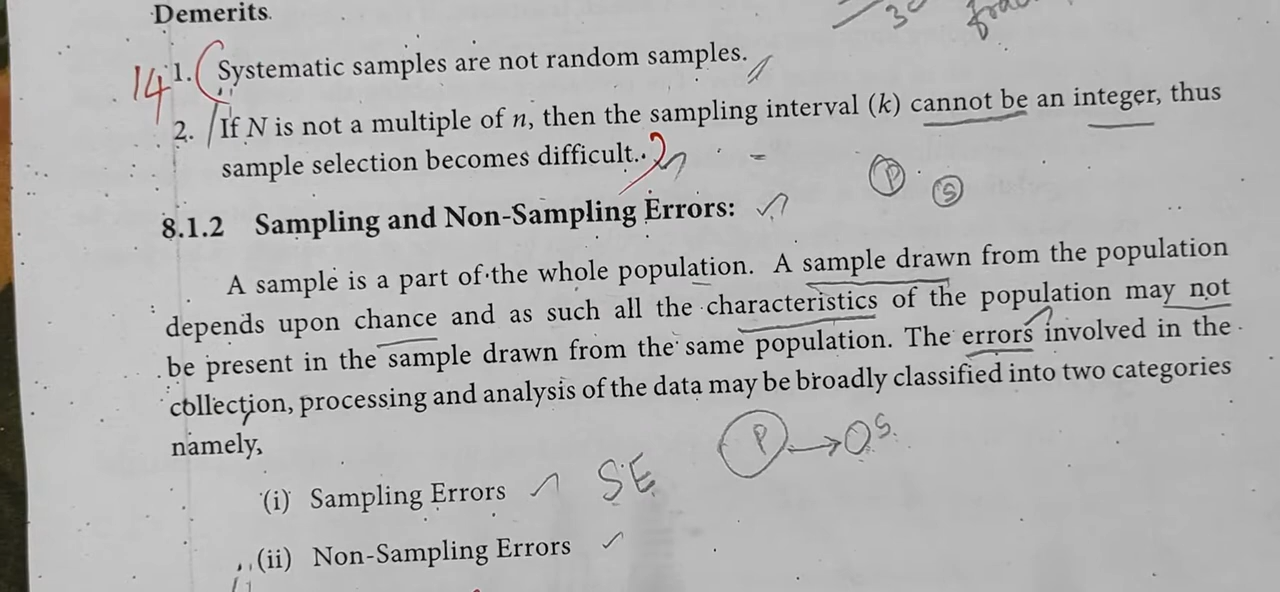 Demerits.
14 1. Systematic samples are not random samples.
2. If N is not a multiple of n, then the sampling interval (k) cannot be an integer, thus
sample selection becomes difficult.
P S
8.1.2 Sampling and Non-Sampling Errors:
A sample is a part of the whole population. A sample drawn from the population
depends upon chance and as such all the characteristics of the population may not
be present in the sample drawn from the same population. The errors involved in the
collection, processing and analysis of the data may be broadly classified into two categories
namely,
P → S
(i) Sampling Errors SE
(ii) Non-Sampling Errors